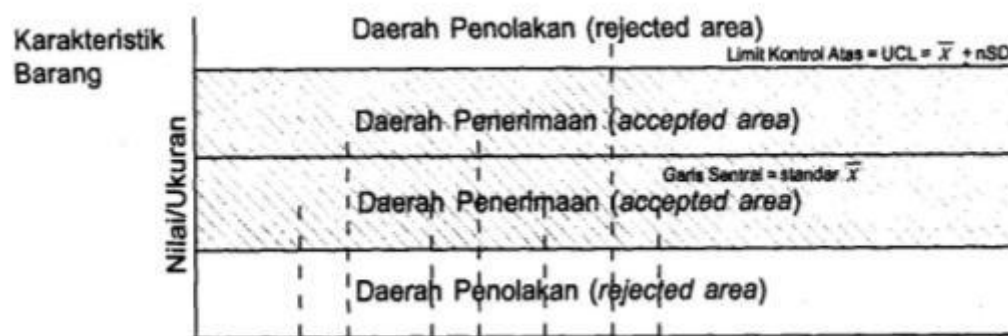 Karakteristik
Barang
Daerah Penolakan (rejected area)
Limit Kontrol Atas = UCL = x̅ + nSD
Daerah Penerimaan (accepted area)
Garis Sentral = standar x̅
Daerah Penerimaan (accepted area)
Daerah Penolakan (rejected area)
Nilai/Ukuran